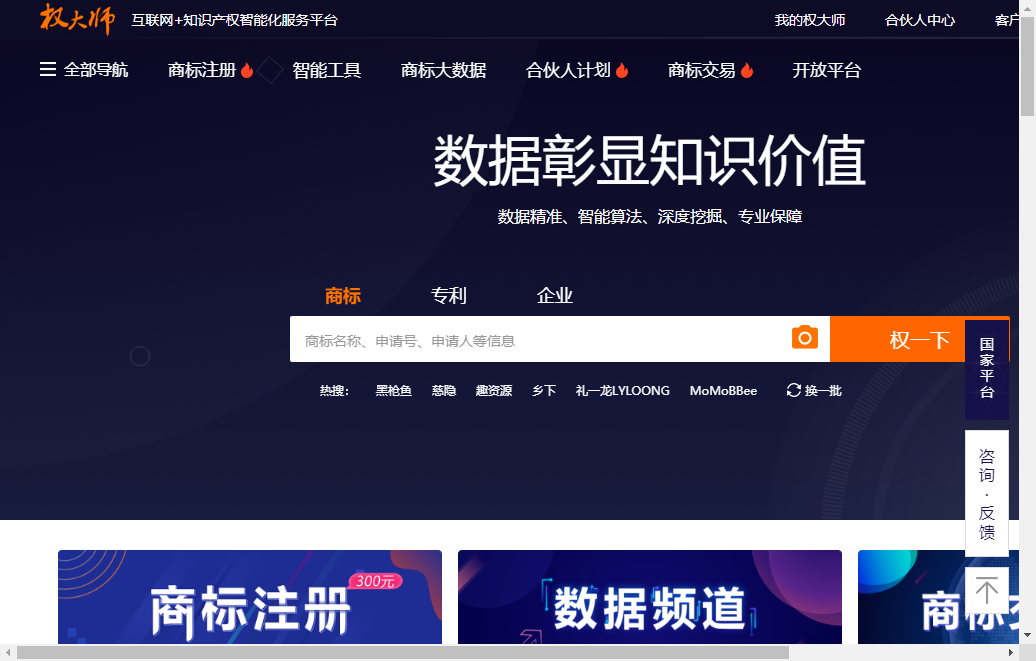 权大师 互联网+知识产权智能化服务平台 我的权大师 合伙人中心 客户
全部导航 商标注册 智能工具 商标大数据 合伙人计划 商标交易 开放平台
数据彰显知识价值
数据精准、智能算法、深度挖掘、专业保障
商标 专利 企业
商标名称、申请号、申请人等信息 权一下
热搜： 黑枪鱼 慈隐 趣资源 乡下 礼一龙LYLOONG MoMoBBee 换一批
国家平台
咨询·反馈
商标注册 300元
数据频道
商标交